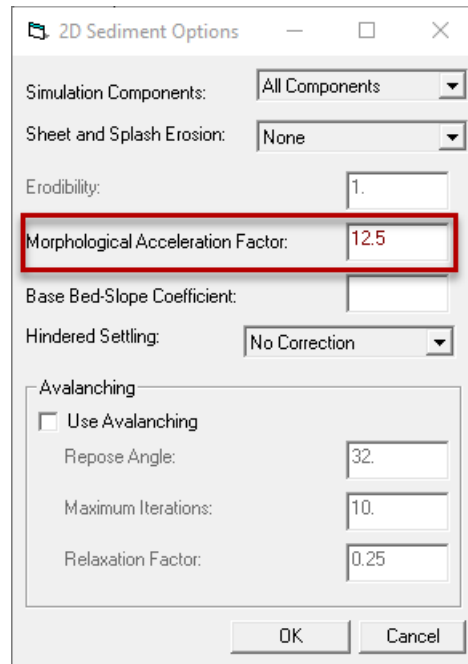 2D Sediment Options
Simulation Components: All Components
Sheet and Splash Erosion: None
Erodibility: 1.
Morphological Acceleration Factor: 12.5
Base Bed-Slope Coefficient:
Hindered Settling: No Correction
Avalanching
Use Avalanching
Repose Angle: 32.
Maximum Iterations: 10.
Relaxation Factor: 0.25
OK Cancel